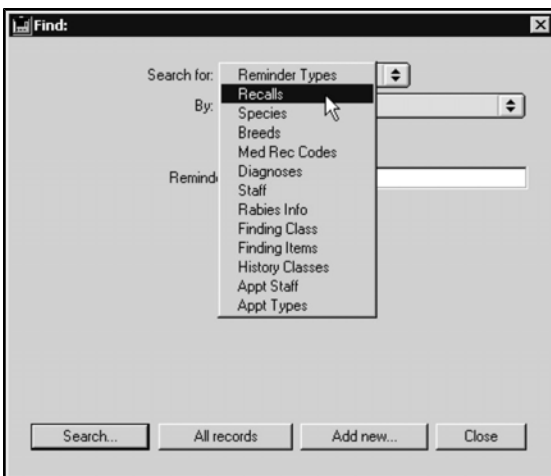 Find:
Search for:
Reminder Types
Recalls
By:
Species
Breeds
Med Rec Codes
Diagnoses
Remind
Staff
Rabies Info
Finding Class
Finding Items
History Classes
Appt Staff
Appt Types
Search...
All records
Add new...
Close